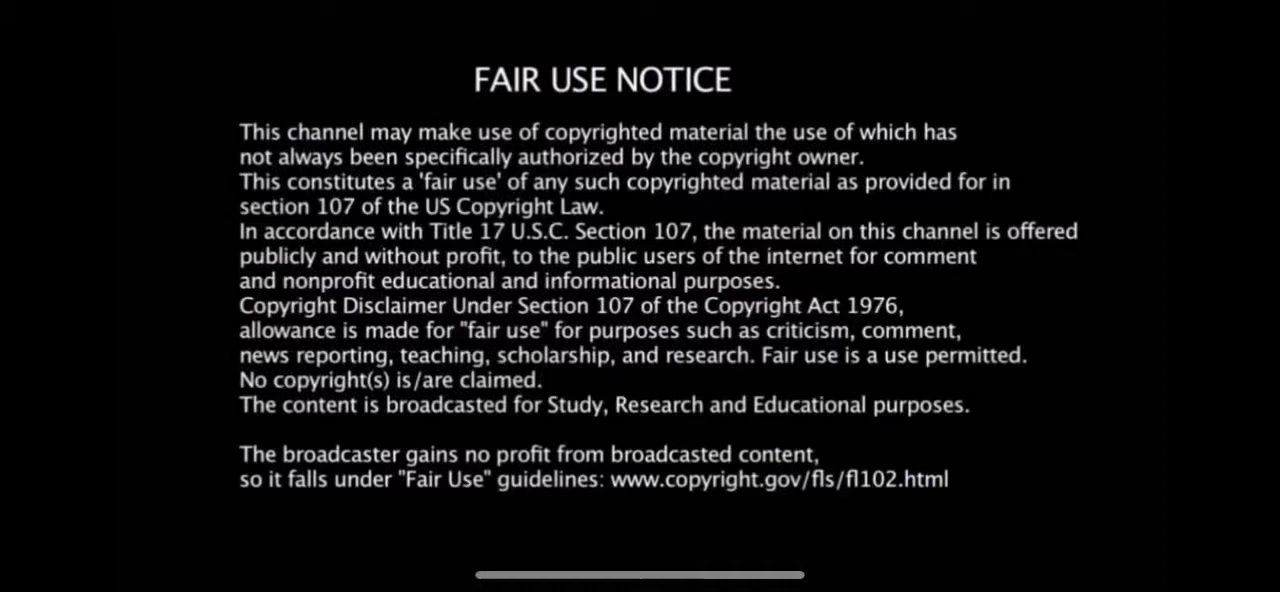 FAIR USE NOTICE
This channel may make use of copyrighted material the use of which has
not always been specifically authorized by the copyright owner.
This constitutes a 'fair use' of any such copyrighted material as provided for in
section 107 of the US Copyright Law.
In accordance with Title 17 U.S.C. Section 107, the material on this channel is offered
publicly and without profit, to the public users of the internet for comment
and nonprofit educational and informational purposes.
Copyright Disclaimer Under Section 107 of the Copyright Act 1976,
allowance is made for "fair use" for purposes such as criticism, comment,
news reporting, teaching, scholarship, and research. Fair use is a use permitted.
No copyright(s) is/are claimed.
The content is broadcasted for Study, Research and Educational purposes.
The broadcaster gains no profit from broadcasted content,
so it falls under "Fair Use" guidelines: www.copyright.gov/fls/fl102.html